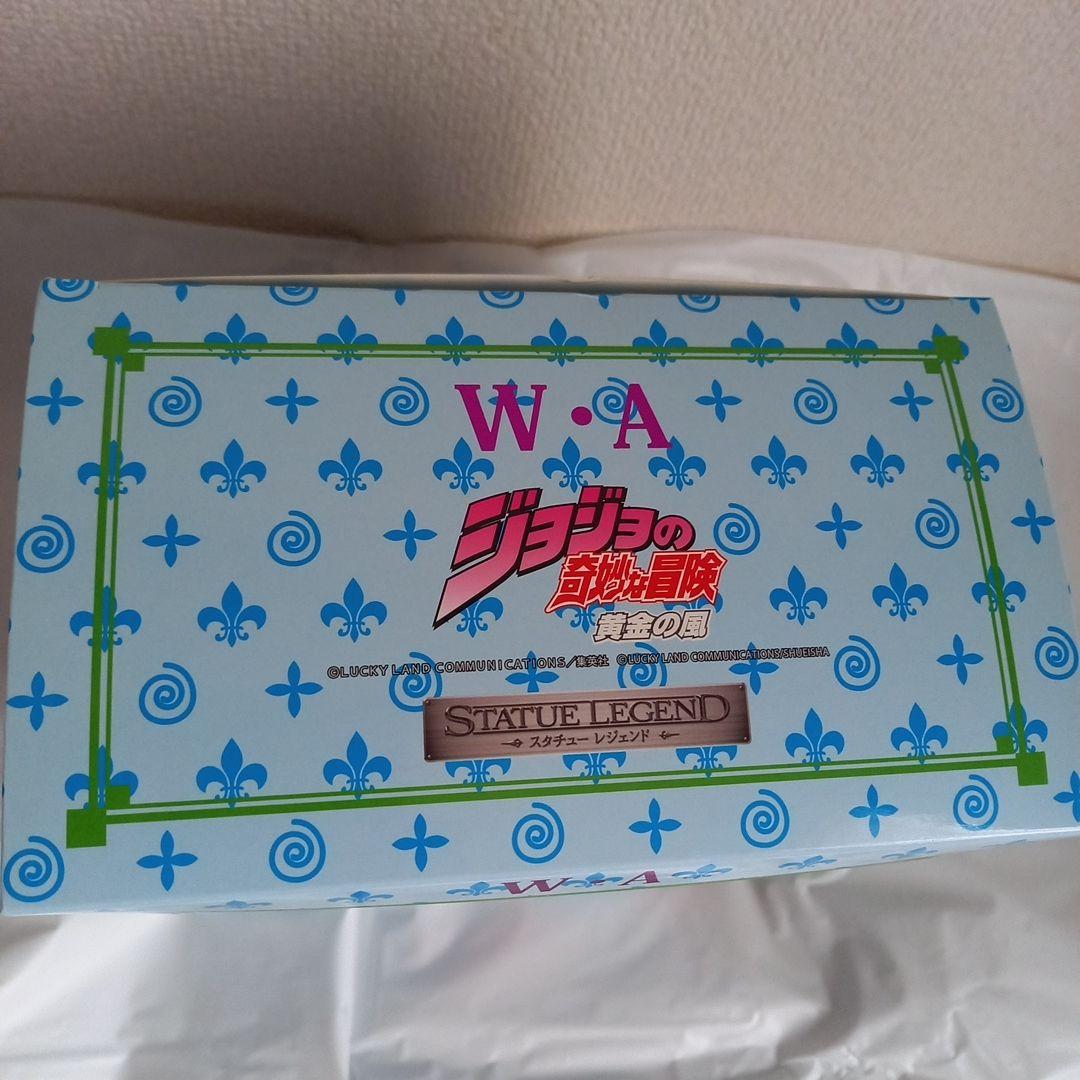 W・A
ジョジョの
奇妙な冒険
黄金の風
©LUCKY LAND COMMUNICATIONS/集英社 ©LUCKY LAND COMMUNICATIONS/SHUEISHA
STATUE LEGEND
スタチュー レジェンド
W・A